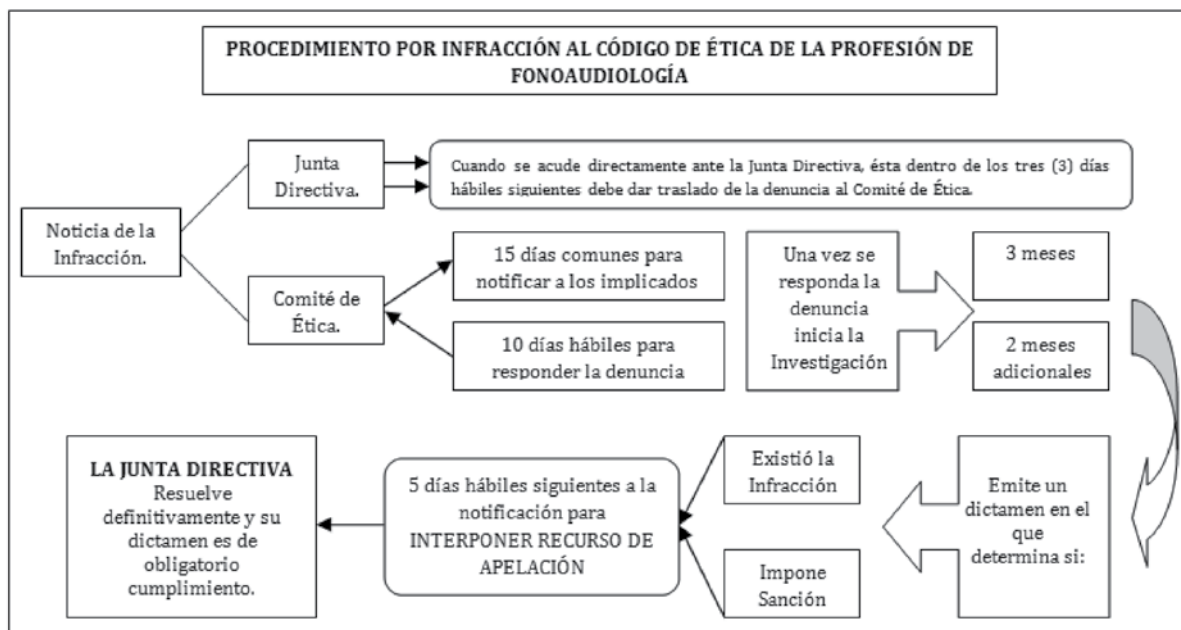 PROCEDIMIENTO POR INFRACCIÓN AL CÓDIGO DE ÉTICA DE LA PROFESIÓN DE
FONOAUDIOLOGÍA
Noticia de la
Infracción.
Junta
Directiva.
Cuando se acude directamente ante la Junta Directiva, ésta dentro de los tres (3) días
hábiles siguientes debe dar traslado de la denuncia al Comité de Ética.
Comité de
Ética.
15 días comunes para
notificar a los implicados
10 días hábiles para
responder la denuncia
Una vez se
responda la
denuncia
inicia la
Investigación
3 meses
2 meses
adicionales
Emite un
dictamen en el
que
determina si:
Existió la
Infracción
Impone
Sanción
5 días hábiles siguientes a la
notificación para
INTERPONER RECURSO DE
APELACIÓN
LA JUNTA DIRECTIVA
Resuelve
definitivamente y su
dictamen es de
obligatorio
cumplimiento.